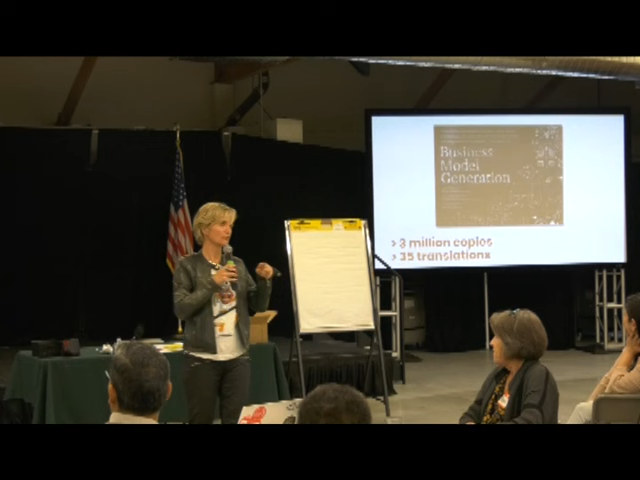 Business
Model
Generation
> 3 million copies
> 35 translations